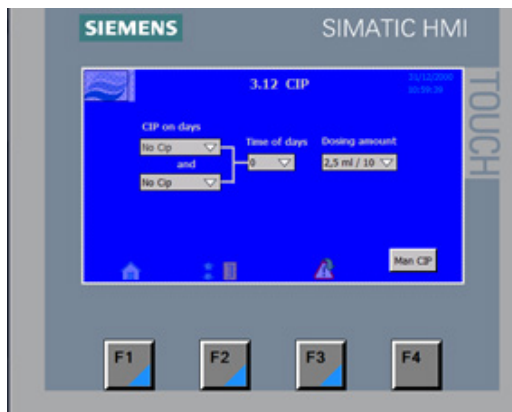 SIEMENS
SIMATIC HMI
TOUCH
3.12 CIP
31/12/2000
10:59:39
CIP on days
No Cip
and
No Cip
Time of days
0
Dosing amount
2,5 ml / 10
Man CIP
F1
F2
F3
F4